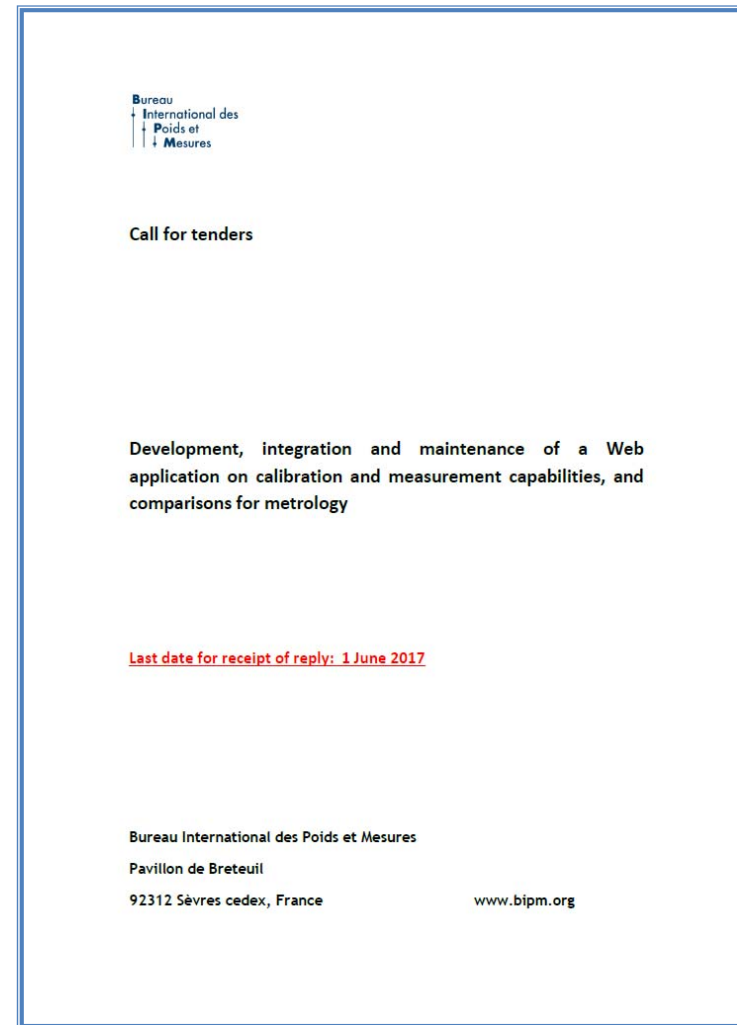 Bureau
International des
Poids et
Mesures
Call for tenders
Development, integration and maintenance of a Web
application on calibration and measurement capabilities, and
comparisons for metrology
Last date for receipt of reply: 1 June 2017
Bureau International des Poids et Mesures
Pavillon de Breteuil
92312 Sèvres cedex, France www.bipm.org